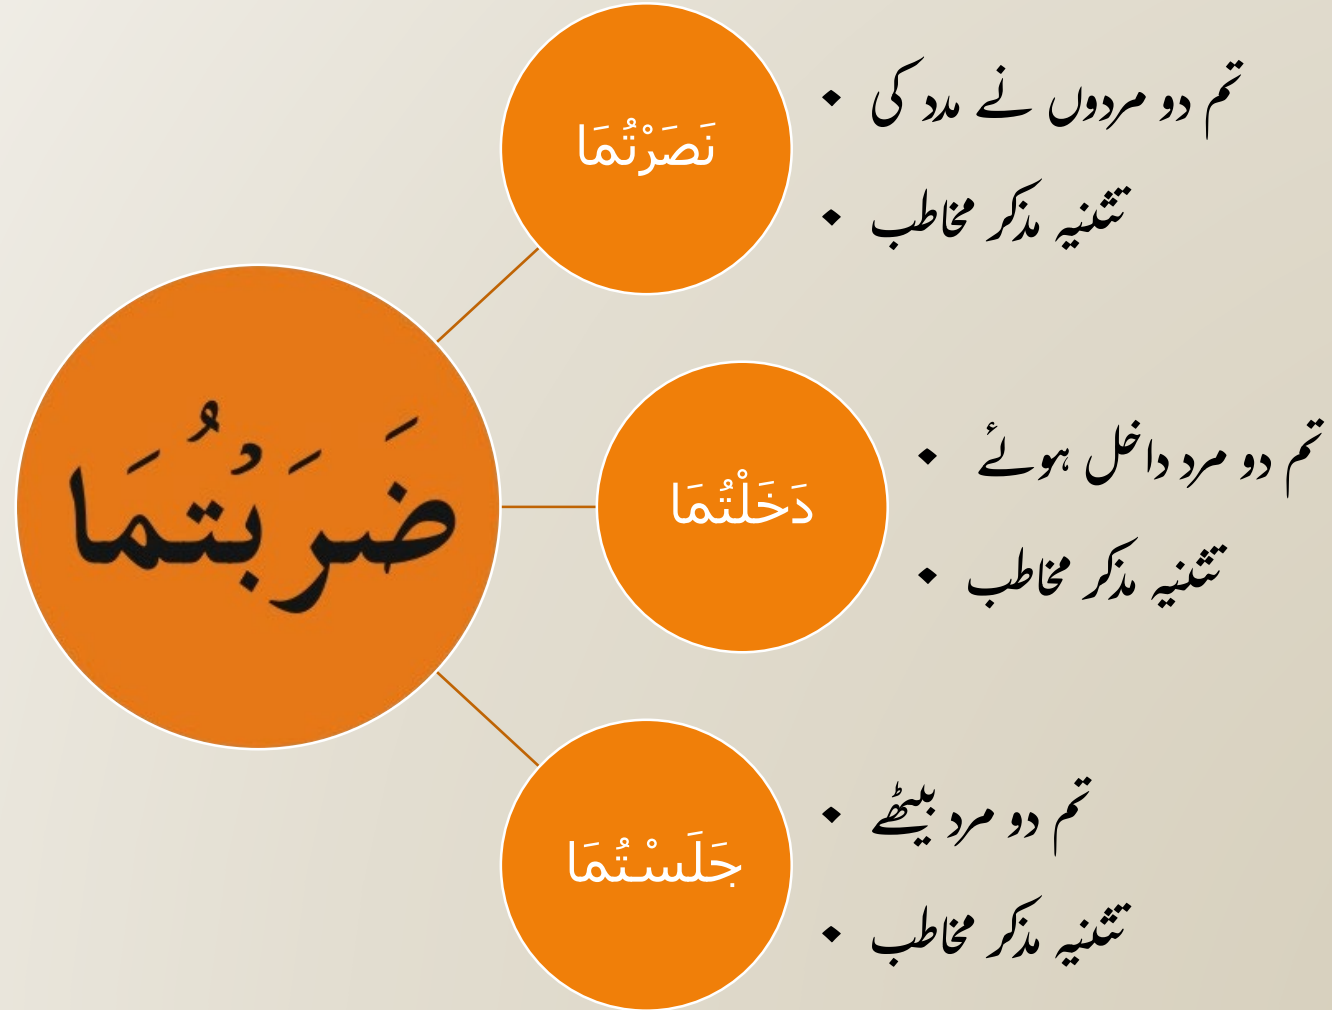 ضَرَبْتُمَا
نَصَرْتُمَا
تم دو مردوں نے مدد کی
تثنیہ مذکر مخاطب
دَخَلْتُمَا
تم دو مرد داخل ہوئے
تثنیہ مذکر مخاطب
جَلَسْتُمَا
تم دو مرد بیٹھے
تثنیہ مذکر مخاطب